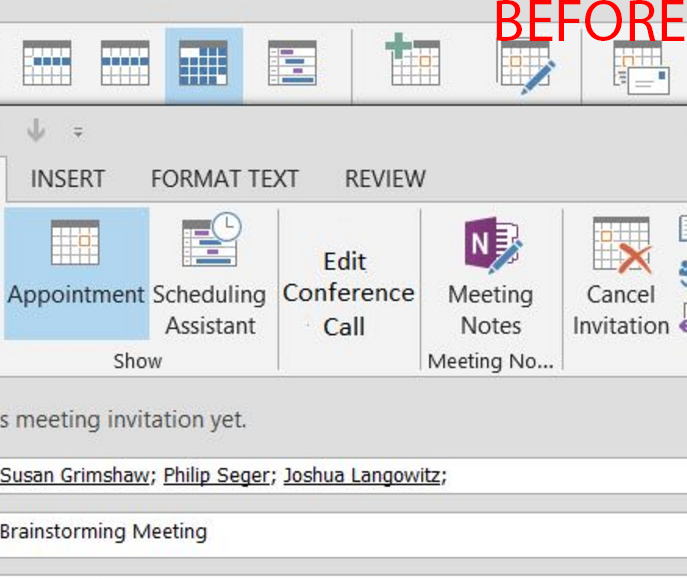 BEFORE
INSERT FORMAT TEXT REVIEW
Appointment
Scheduling
Assistant
Edit
Conference
Call
N
Meeting
Notes
Cancel
Invitation
Show
Meeting No...
s meeting invitation yet.
Susan Grimshaw; Philip Seger; Joshua Langowitz;
Brainstorming Meeting